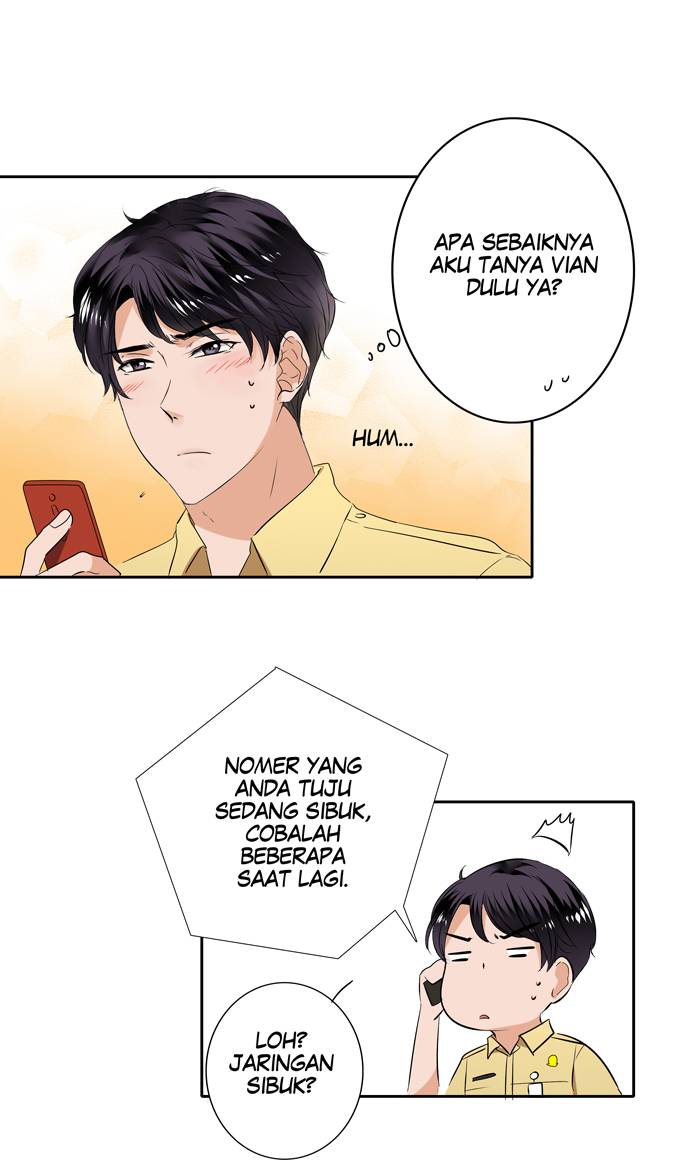 APA SEBAIKNYA
AKU TANYA VIAN
DULU YA?
HUM...
NOMER YANG
ANDA TUJU
SEDANG SIBUK,
COBALAH
BEBERAPA
SAAT LAGI.
LOH?
JARINGAN
SIBUK?